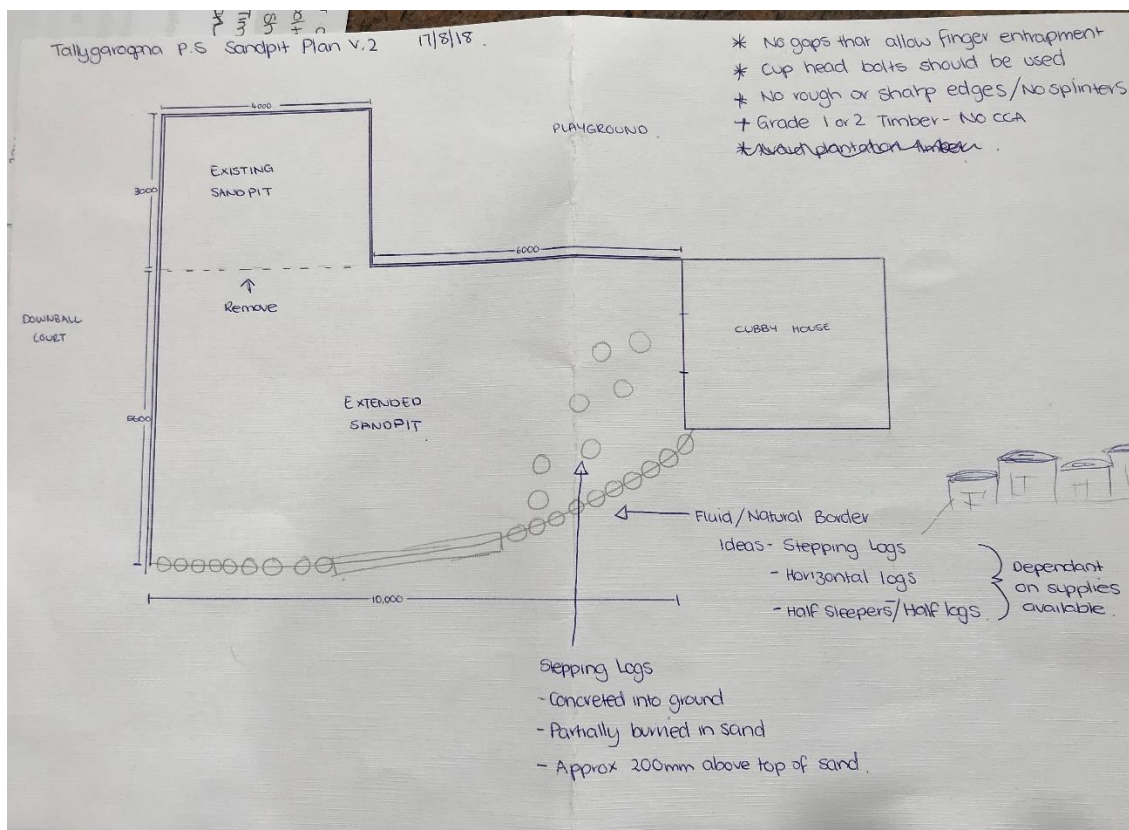 Tallygaroopna P.S Sandpit Plan V.2 17/8/18.
* No gaps that allow finger entrapment
* Cup head bolts should be used
* No rough or sharp edges/No splinters
+ Grade 1 or 2 Timber - NO CCA
4000
PLAYGROUND
EXISTING
SANDPIT
3000
6000
Remove
DOWNBALL
COURT
CUBBY HOUSE
EXTENDED
SANDPIT
5600
Fluid/Natural Border
Ideas - Stepping Logs
- Horizontal logs
- Half Sleepers/Half logs
Dependant
on supplies
available.
10,000
Stepping Logs
- Concreted into ground
- Partially burried in sand
- Approx 200mm above top of sand.